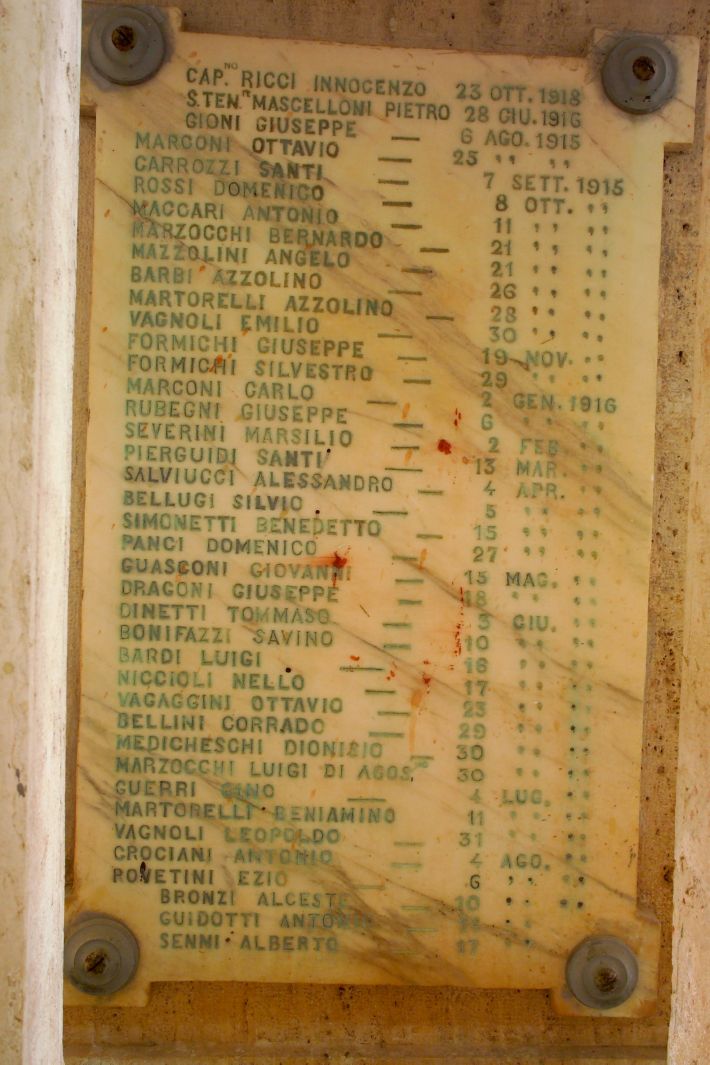 CAP.NO RICCI INNOCENZO 23 OTT. 1918
S.TEN.TE MASCELLONI PIETRO 28 GIU. 1916
GIONI GIUSEPPE — 6 AGO. 1915
MARCONI OTTAVIO — 23 " "
CARROZZI SANTI — 7 SETT. 1915
ROSSI DOMENICO — 8 OTT. "
MACCARI ANTONIO — 11 " "
MARZOCCHI BERNARDO — 21 " "
MAZZOLINI ANGELO — 21 " "
BARBI AZZOLINO — 26 " "
MARTORELLI AZZOLINO — 28 " "
VAGNOLI EMILIO — 30 " "
FORMICHI GIUSEPPE — 19 NOV. "
FORMICHI SILVESTRO — 29 " "
MARCONI CARLO — 2 GEN. 1916
RUBEGNI GIUSEPPE — 6 " "
SEVERINI MARSILIO — 2 FEB "
PIERGUIDI SANTI — 13 MAR. "
SALVIUCCI ALESSANDRO — 4 APR. "
BELLUGI SILVIO — 5 " "
SIMONETTI BENEDETTO — 15 " "
PANCI DOMENICO — 27 " "
GUASCONI GIOVANNI — 15 MAG. "
DRAGONI GIUSEPPE — 18 " "
DINETTI TOMMASO — 3 GIU. "
BONIFAZZI SAVINO — 10 " "
BARDI LUIGI — 16 " "
NICCIOLI NELLO — 17 " "
VAGAGGINI OTTAVIO — 23 " "
BELLINI CORRADO — 29 " "
MEDICHESCHI DIONISIO — 30 " "
MARZOCCHI LUIGI DI AGOS.NO 30 " "
GUERRI GINO — 4 LUG. "
MARTORELLI BENIAMINO 11 " "
VAGNOLI LEOPOLDO — 31 " "
CROCIANI ANTONIO — 4 AGO. "
ROVETINI EZIO — 6 " "
BRONZI ALCESTE — 10 " "
GUIDOTTI ANTONIO — " "
SENNI ALBERTO — 17 " "